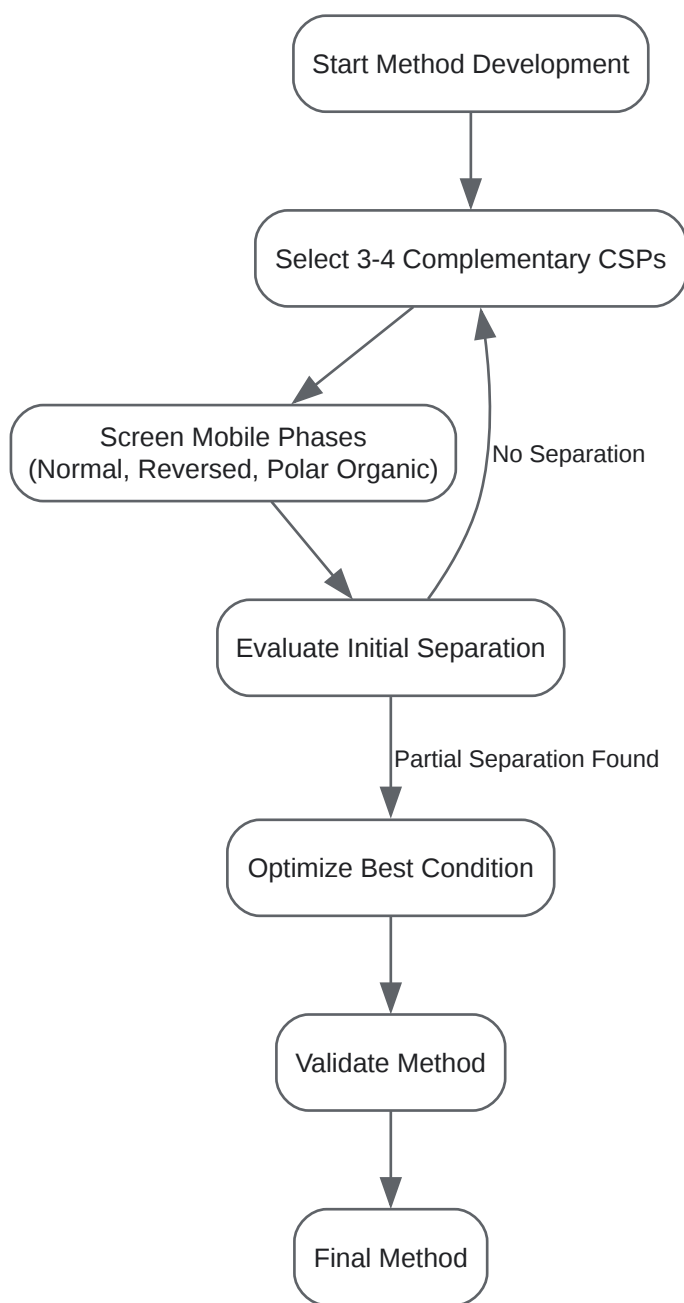 Start Method Development
Select 3-4 Complementary CSPs
Screen Mobile Phases
(Normal, Reversed, Polar Organic)
No Separation
Evaluate Initial Separation
Partial Separation Found
Optimize Best Condition
Validate Method
Final Method